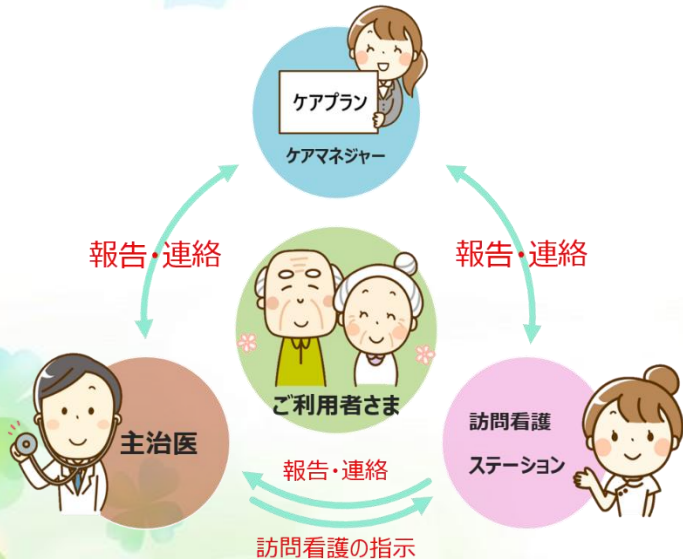 ケアプラン
ケアマネジャー
報告・連絡
報告・連絡
ご利用者さま
主治医
訪問看護
ステーション
報告・連絡
訪問看護の指示